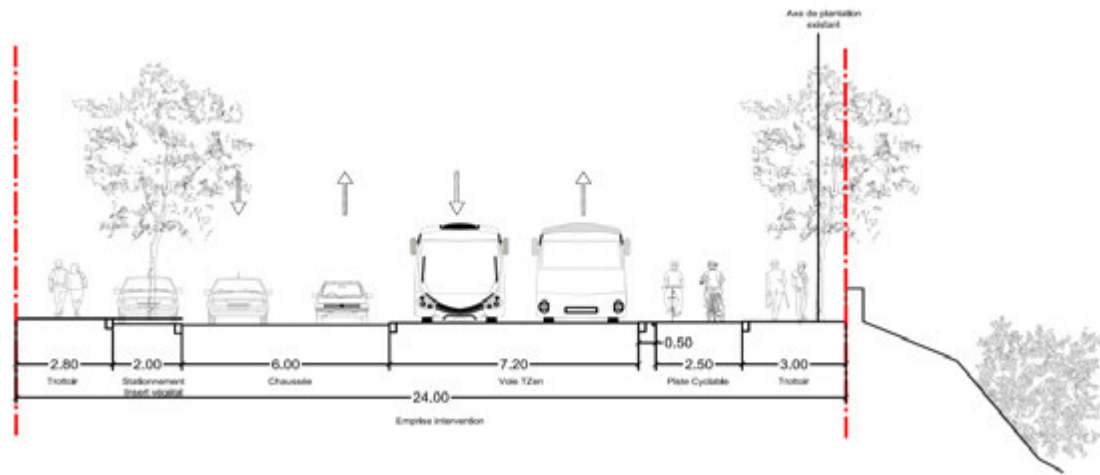 Axe de plantation
existant
0.50
2.80
2.00
6.00
7.20
2.50
3.00
Trottoir
Stationnement
Insert végétal
Chaussée
Voie TZen
Piste Cyclable
Trottoir
24.00
Emprise intervention